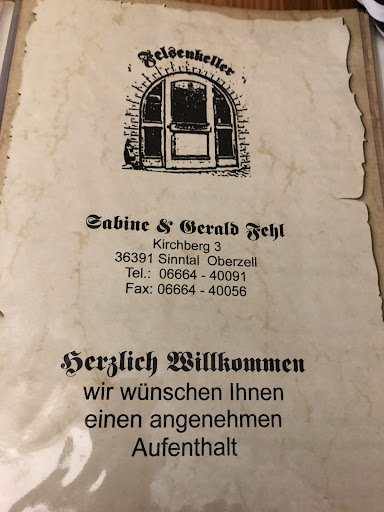 Felsenkeller
Sabine & Gerald Fehl
Kirchberg 3
36391 Sinntal Oberzell
Tel.: 06664 - 40091
Fax: 06664 - 40056
Herzlich Willkommen
wir wünschen Ihnen
einen angenehmen
Aufenthalt